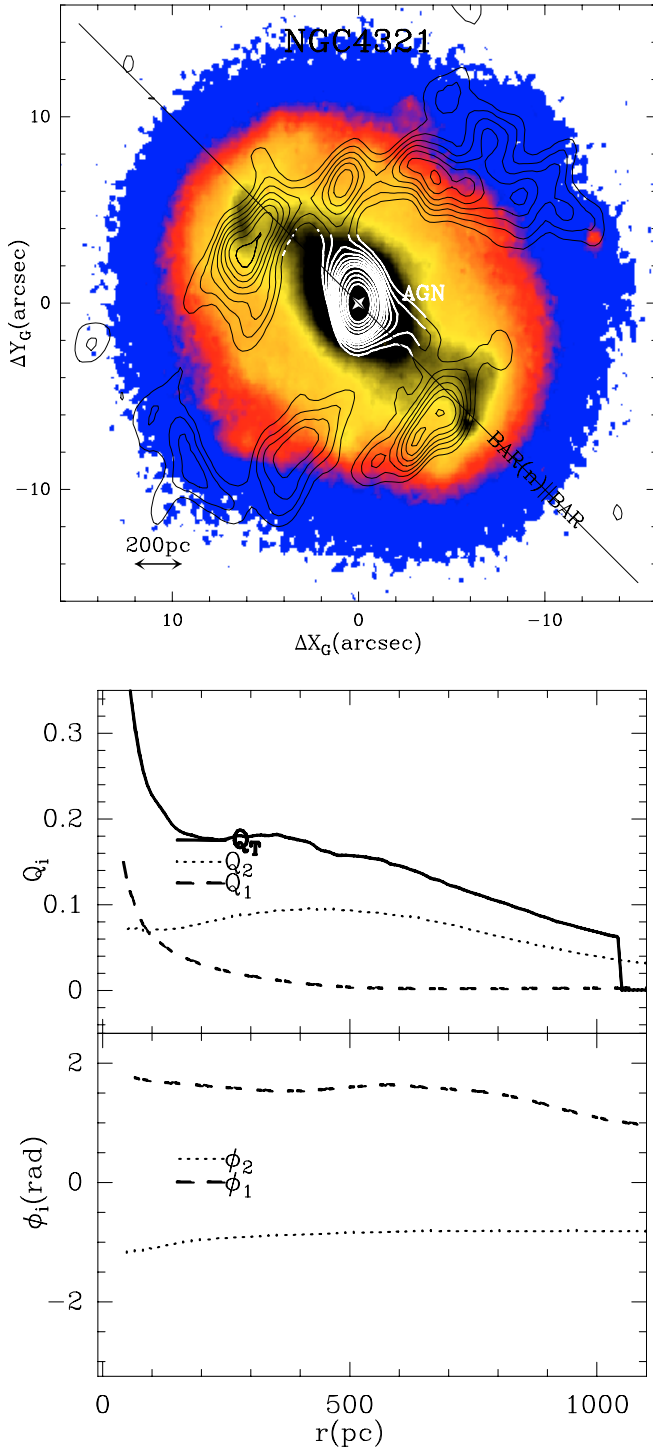 NGC4321
10
0
-10
ΔY_G(arcsec)
AGN
BAR(n)||BAR
200pc
10 0 -10
ΔX_G(arcsec)
0.3
0.2
0.1
0
Q_i
Q_T
Q_2
Q_1
2
0
-2
ϕ_i(rad)
ϕ_2
ϕ_1
0 500 1000
r(pc)